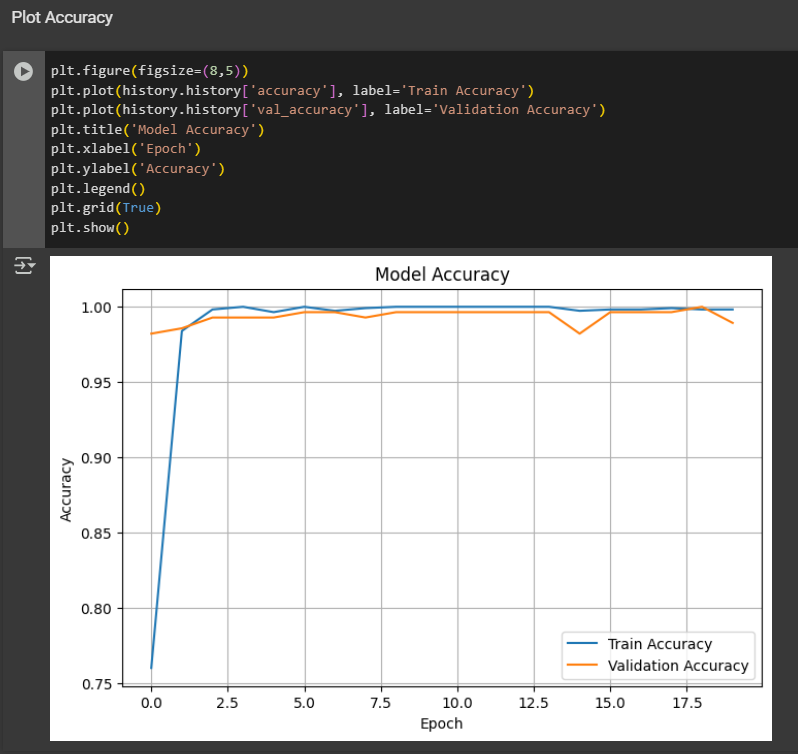 Plot Accuracy
plt.figure(figsize=(8,5))
plt.plot(history.history['accuracy'], label='Train Accuracy')
plt.plot(history.history['val_accuracy'], label='Validation Accuracy')
plt.title('Model Accuracy')
plt.xlabel('Epoch')
plt.ylabel('Accuracy')
plt.legend()
plt.grid(True)
plt.show()
Model Accuracy
1.00
0.95
0.90
0.85
0.80
0.75
Accuracy
Train Accuracy
Validation Accuracy
0.0 2.5 5.0 7.5 10.0 12.5 15.0 17.5
Epoch